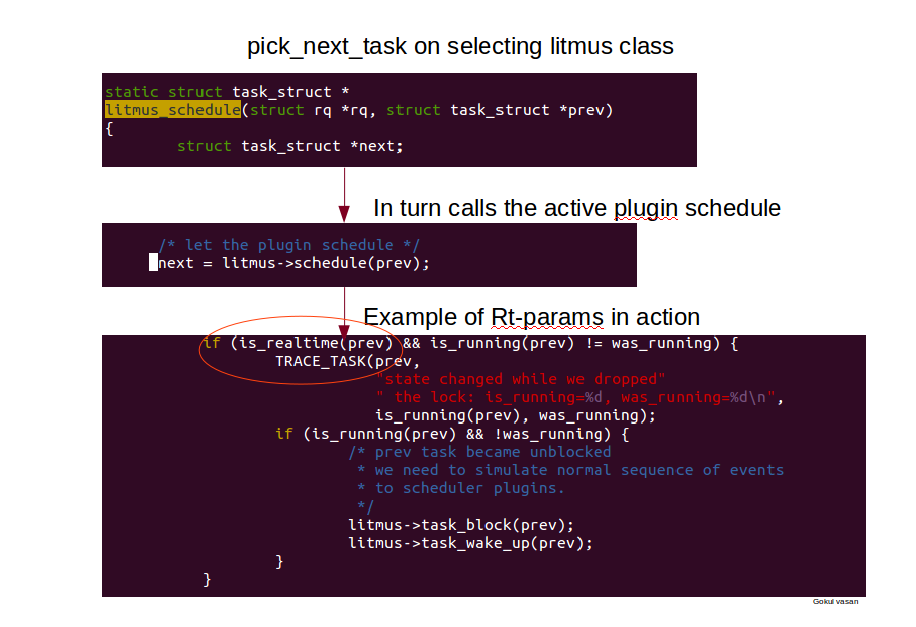 pick_next_task on selecting litmus class
static struct task_struct *
litmus_schedule(struct rq *rq, struct task_struct *prev)
{
struct task_struct *next;
In turn calls the active plugin schedule
/* let the plugin schedule */
next = litmus->schedule(prev);
Example of Rt-params in action
if (is_realtime(prev) && is_running(prev) != was_running) {
TRACE_TASK(prev,
"state changed while we dropped"
" the lock: is_running=%d, was_running=%d\n",
is_running(prev), was_running);
if (is_running(prev) && !was_running) {
/* prev task became unblocked
* we need to simulate normal sequence of events
* to scheduler plugins.
*/
litmus->task_block(prev);
litmus->task_wake_up(prev);
}
}
Gokul vasan